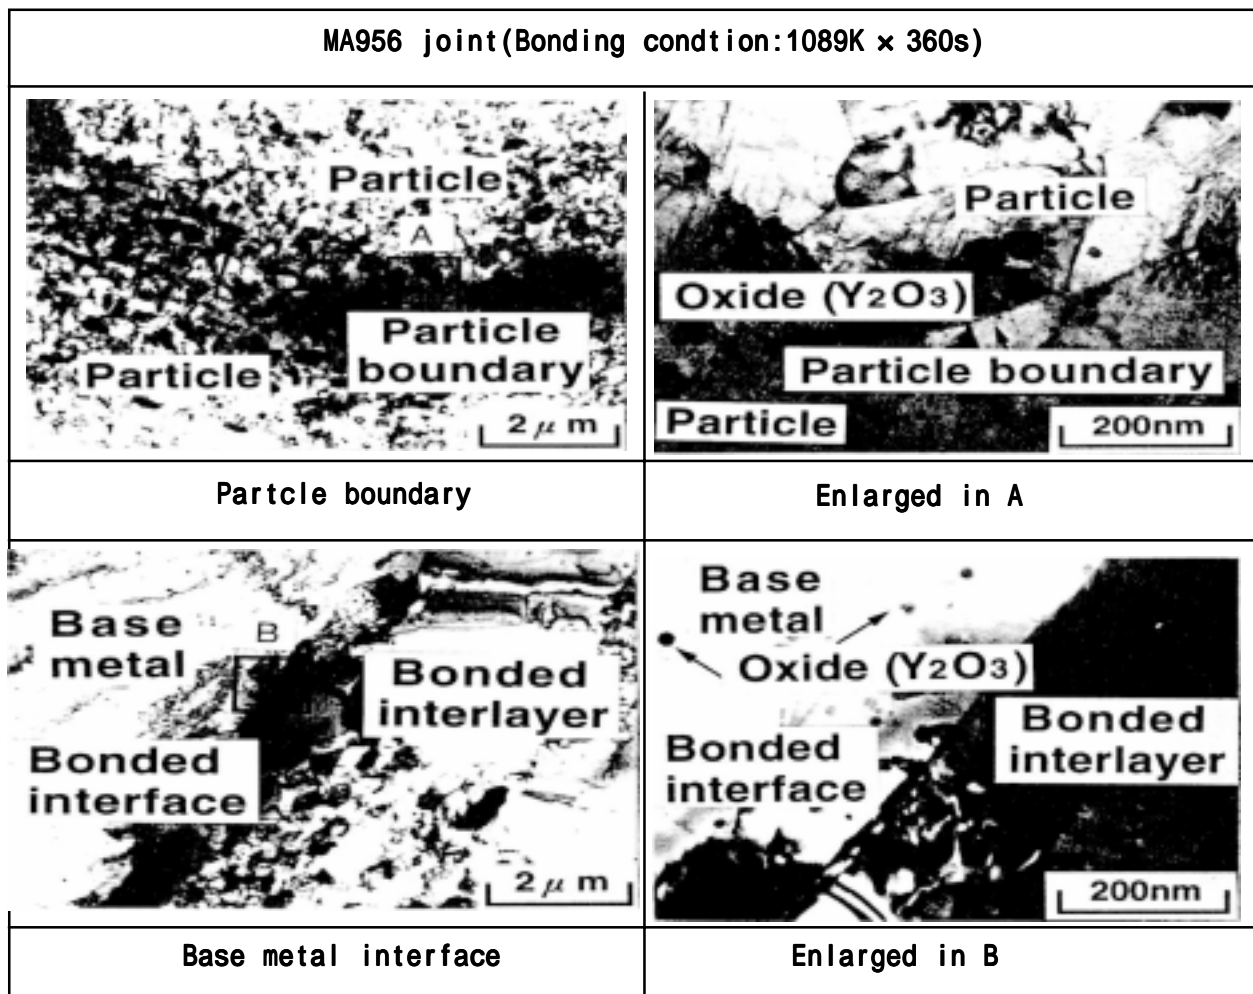 MA956 joint(Bonding condtion:1089K × 360s)
Particle
A
Particle
boundary
Particle
2 μ m
Particle
Oxide (Y2O3)
Particle boundary
Particle
200nm
Partcle boundary
Enlarged in A
Base
metal
B
Bonded
interlayer
Bonded
interface
2 μ m
Base
metal
Oxide (Y2O3)
Bonded
interlayer
Bonded
interface
200nm
Base metal interface
Enlarged in B